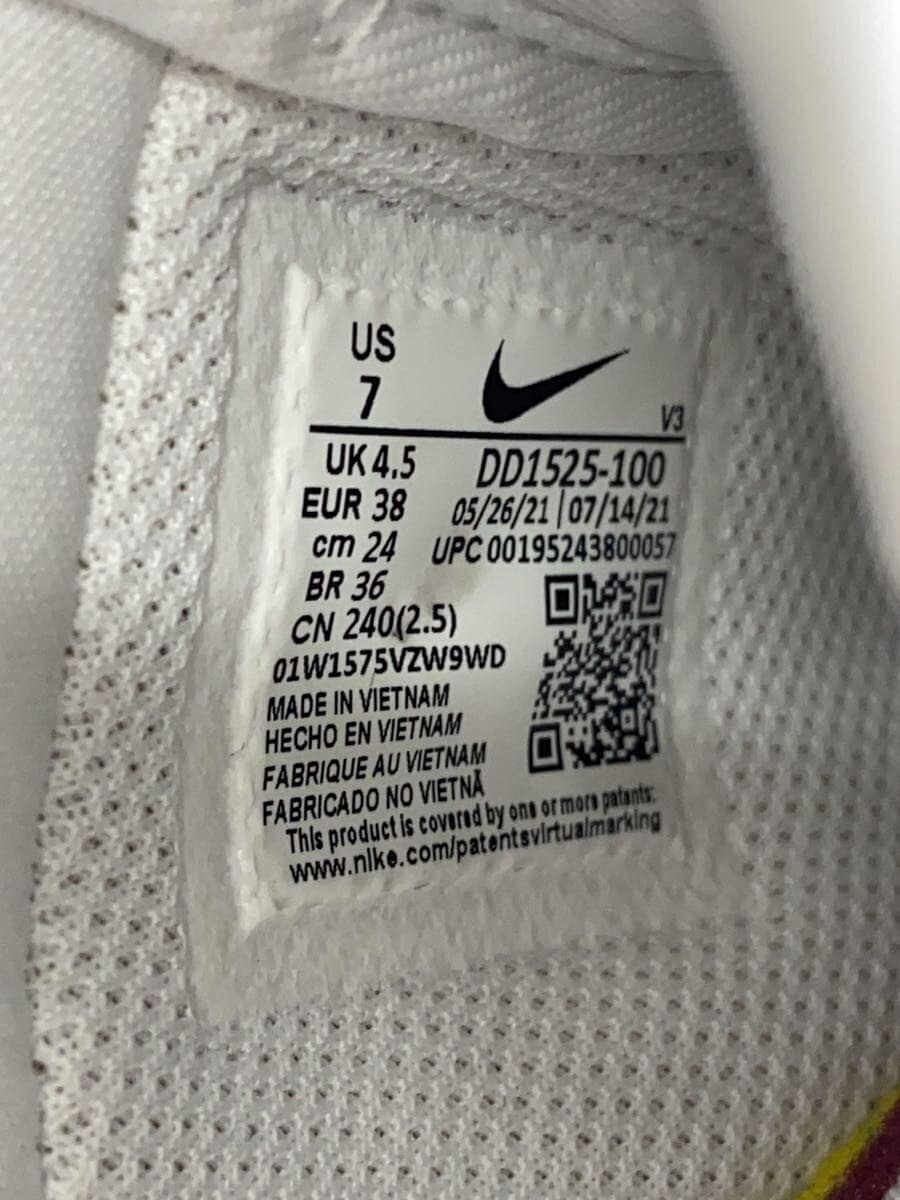 US
7
V3
UK 4.5
DD1525-100
EUR 38
05/26/21 | 07/14/21
cm 24
UPC 00195243800057
BR 36
CN 240(2.5)
01W1575VZW9WD
MADE IN VIETNAM
HECHO EN VIETNAM
FABRIQUE AU VIETNAM
FABRICADO NO VIETNÃ
This product is covered by one or more patents:
www.nike.com/patentsvirtualmarking